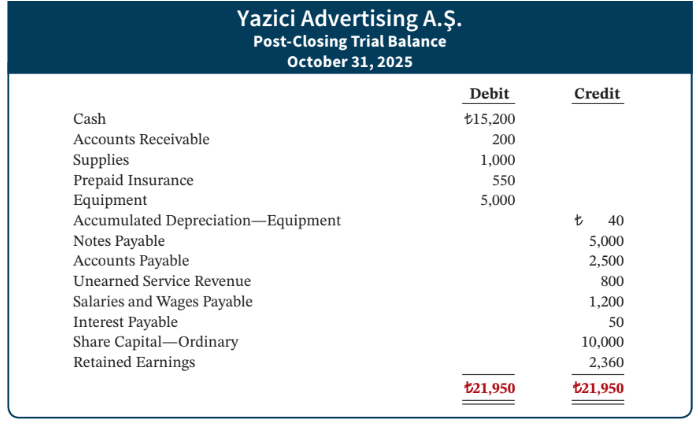 Yazici Advertising A.Ş.
Post-Closing Trial Balance
October 31, 2025
Debit Credit
Cash ₺15,200
Accounts Receivable 200
Supplies 1,000
Prepaid Insurance 550
Equipment 5,000
Accumulated Depreciation—Equipment ₺ 40
Notes Payable 5,000
Accounts Payable 2,500
Unearned Service Revenue 800
Salaries and Wages Payable 1,200
Interest Payable 50
Share Capital—Ordinary 10,000
Retained Earnings 2,360
₺21,950 ₺21,950